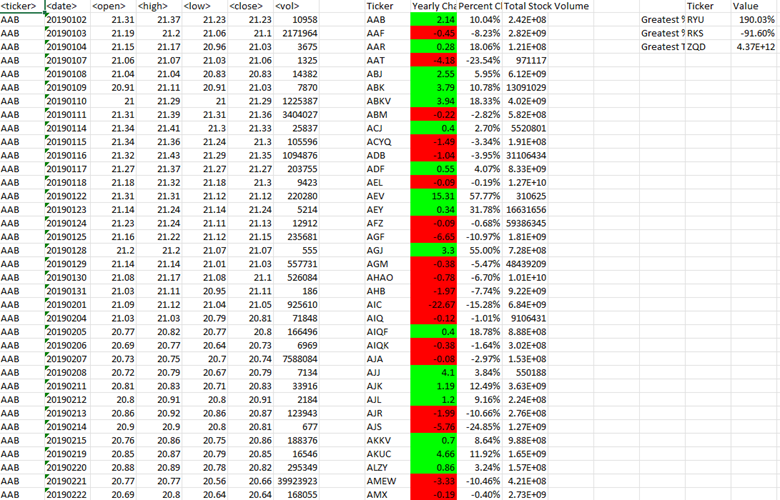 <ticker> <date> <open> <high> <low> <close> <vol> Ticker Yearly Cha Percent C Total Stock Volume Ticker Value
AAB 20190102 21.31 21.37 21.23 21.23 10958 AAB 2.14 10.04% 2.42E+08 Greatest % RYU 190.03%
AAB 20190103 21.19 21.2 21.06 21.1 2171964 AAF -0.45 -8.23% 2.82E+09 Greatest % RKS -91.60%
AAB 20190104 21.15 21.17 20.96 21.03 3675 AAR 0.28 18.06% 1.21E+08 Greatest T ZQD 4.37E+12
AAB 20190107 21.06 21.07 21.03 21.06 1325 AAT -4.18 -23.54% 971117
AAB 20190108 21.04 21.04 20.83 20.83 14382 ABJ 2.55 5.95% 6.12E+08
AAB 20190109 20.91 21.11 20.91 21.03 7870 ABK 3.79 10.78% 13091029
AAB 20190110 21 21.29 21 21.29 1225387 ABKV 3.94 18.33% 4.02E+09
AAB 20190111 21.31 21.39 21.31 21.36 3404027 ABM -0.22 -2.82% 5.82E+08
AAB 20190114 21.34 21.41 21.3 21.33 25837 ACJ 0.4 2.70% 5520801
AAB 20190115 21.34 21.36 21.24 21.3 105596 ACYQ -1.49 -3.34% 1.91E+08
AAB 20190116 21.32 21.43 21.29 21.35 1094876 ADB -1.04 -3.95% 31106434
AAB 20190117 21.27 21.37 21.27 21.27 203755 ADF 0.55 4.07% 8.33E+09
AAB 20190118 21.18 21.32 21.18 21.3 9423 AEL -0.09 -0.19% 1.27E+10
AAB 20190122 21.31 21.31 21.12 21.12 220280 AEV 15.31 57.77% 310625
AAB 20190123 21.14 21.24 21.14 21.24 5214 AEY 0.34 31.78% 16631656
AAB 20190124 21.23 21.24 21.11 21.13 12912 AFZ -0.09 -0.68% 59386345
AAB 20190125 21.16 21.22 21.12 21.15 235681 AGF -6.65 -10.97% 1.81E+09
AAB 20190128 21.2 21.2 21.07 21.07 555 AGJ 3.3 55.00% 7.28E+08
AAB 20190129 21.14 21.14 21.01 21.03 557731 AGM -0.38 -5.47% 48439209
AAB 20190130 21.08 21.17 21.08 21.1 526084 AHAO -0.78 -6.70% 1.01E+10
AAB 20190131 21.03 21.11 20.95 21.11 186 AHB -1.97 -7.74% 9.22E+09
AAB 20190201 21.09 21.12 21.04 21.05 925610 AIC -22.67 -15.28% 6.84E+09
AAB 20190204 21.03 21.03 20.79 20.81 71848 AIQ -0.12 -1.01% 9106431
AAB 20190205 20.77 20.82 20.77 20.8 166496 AIQF 0.4 18.78% 8.88E+08
AAB 20190206 20.69 20.77 20.64 20.73 6969 AIQK -0.38 -1.64% 3.02E+08
AAB 20190207 20.73 20.75 20.7 20.74 7588084 AJA -0.08 -2.97% 1.53E+08
AAB 20190208 20.72 20.79 20.67 20.79 7134 AJJ 4.1 3.84% 550188
AAB 20190211 20.81 20.83 20.71 20.83 33916 AJK 1.19 12.49% 3.63E+09
AAB 20190212 20.8 20.91 20.8 20.91 2184 AJL 1.2 9.16% 2.24E+08
AAB 20190213 20.86 20.92 20.86 20.87 123943 AJR -1.99 -10.66% 2.76E+08
AAB 20190214 20.9 20.9 20.8 20.81 677 AJS -5.76 -24.85% 1.27E+09
AAB 20190215 20.76 20.86 20.75 20.86 188376 AKKV 0.7 8.64% 9.88E+08
AAB 20190219 20.85 20.87 20.79 20.85 16546 AKUC 4.66 11.92% 1.65E+09
AAB 20190220 20.88 20.89 20.78 20.82 295349 ALZY 0.86 3.24% 1.57E+08
AAB 20190221 20.77 20.77 20.56 20.66 39923923 AMEW -3.33 -10.46% 4.21E+08
AAB 20190222 20.69 20.8 20.64 20.64 168055 AMX -0.19 -0.40% 2.73E+08